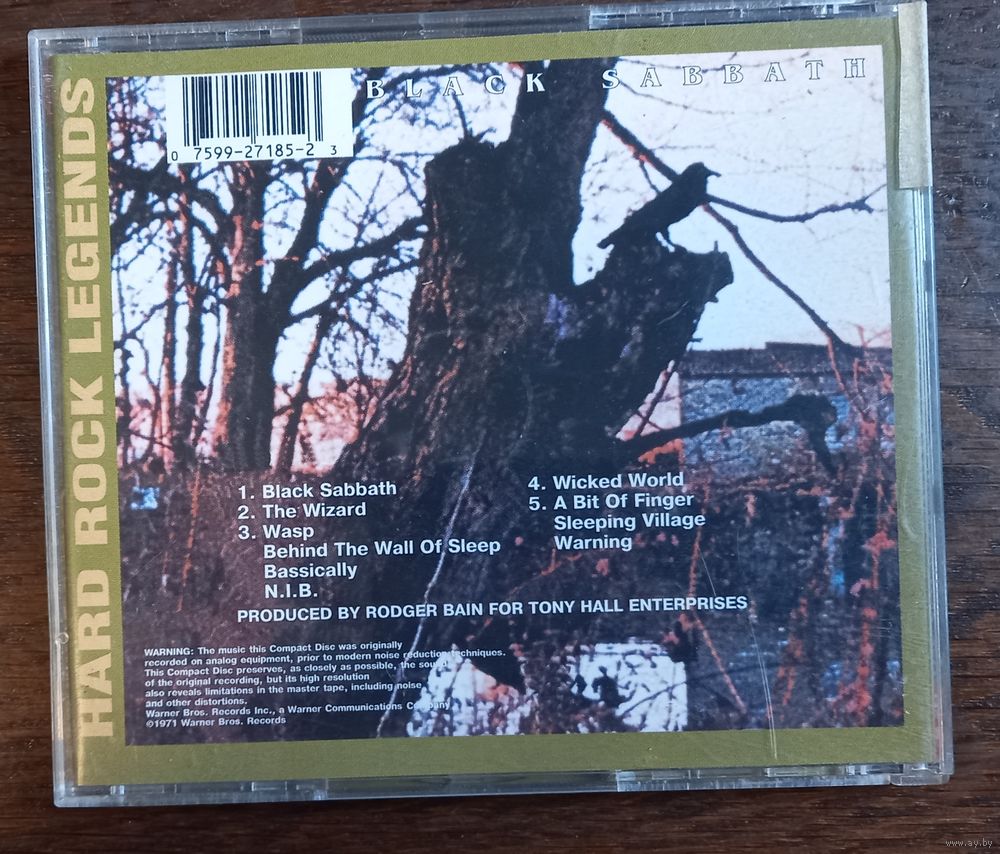 HARD ROCK LEGENDS
BLACK SABBATH
0 7599-27185-2 3
1. Black Sabbath
2. The Wizard
3. Wasp
Behind The Wall Of Sleep
Bassically
N.I.B.
4. Wicked World
5. A Bit Of Finger
Sleeping Village
Warning
PRODUCED BY RODGER BAIN FOR TONY HALL ENTERPRISES
WARNING: The music this Compact Disc was originally
recorded on analog equipment, prior to modern noise reduction techniques.
This Compact Disc preserves, as closely as possible, the sound
of the original recording, but its high resolution
also reveals limitations in the master tape, including noise
and other distortions.
Warner Bros. Records Inc., a Warner Communications Company
©1971 Warner Bros. Records
www.ay.by